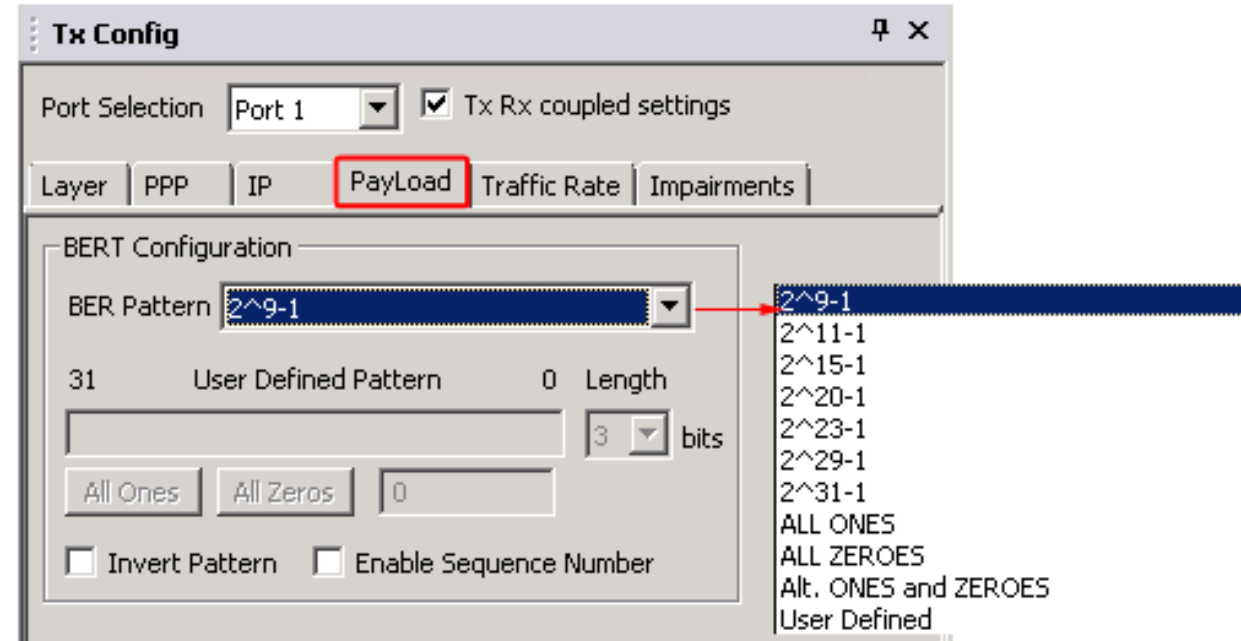 Tx Config
Port Selection Port 1 Tx Rx coupled settings
Layer PPP IP PayLoad Traffic Rate Impairments
BERT Configuration
BER Pattern 2^9-1
31 User Defined Pattern 0 Length
3 bits
All Ones All Zeros 0
Invert Pattern Enable Sequence Number
2^9-1
2^11-1
2^15-1
2^20-1
2^23-1
2^29-1
2^31-1
ALL ONES
ALL ZEROES
Alt. ONES and ZEROES
User Defined